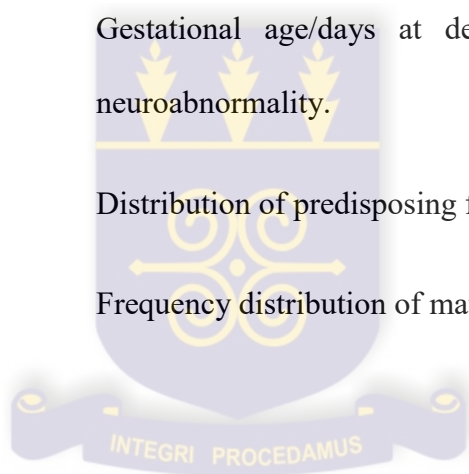 Gestational age/days at de
neuroabnormality.
Distribution of predisposing
Frequency distribution of ma
INTEGRI PROCEDAMUS